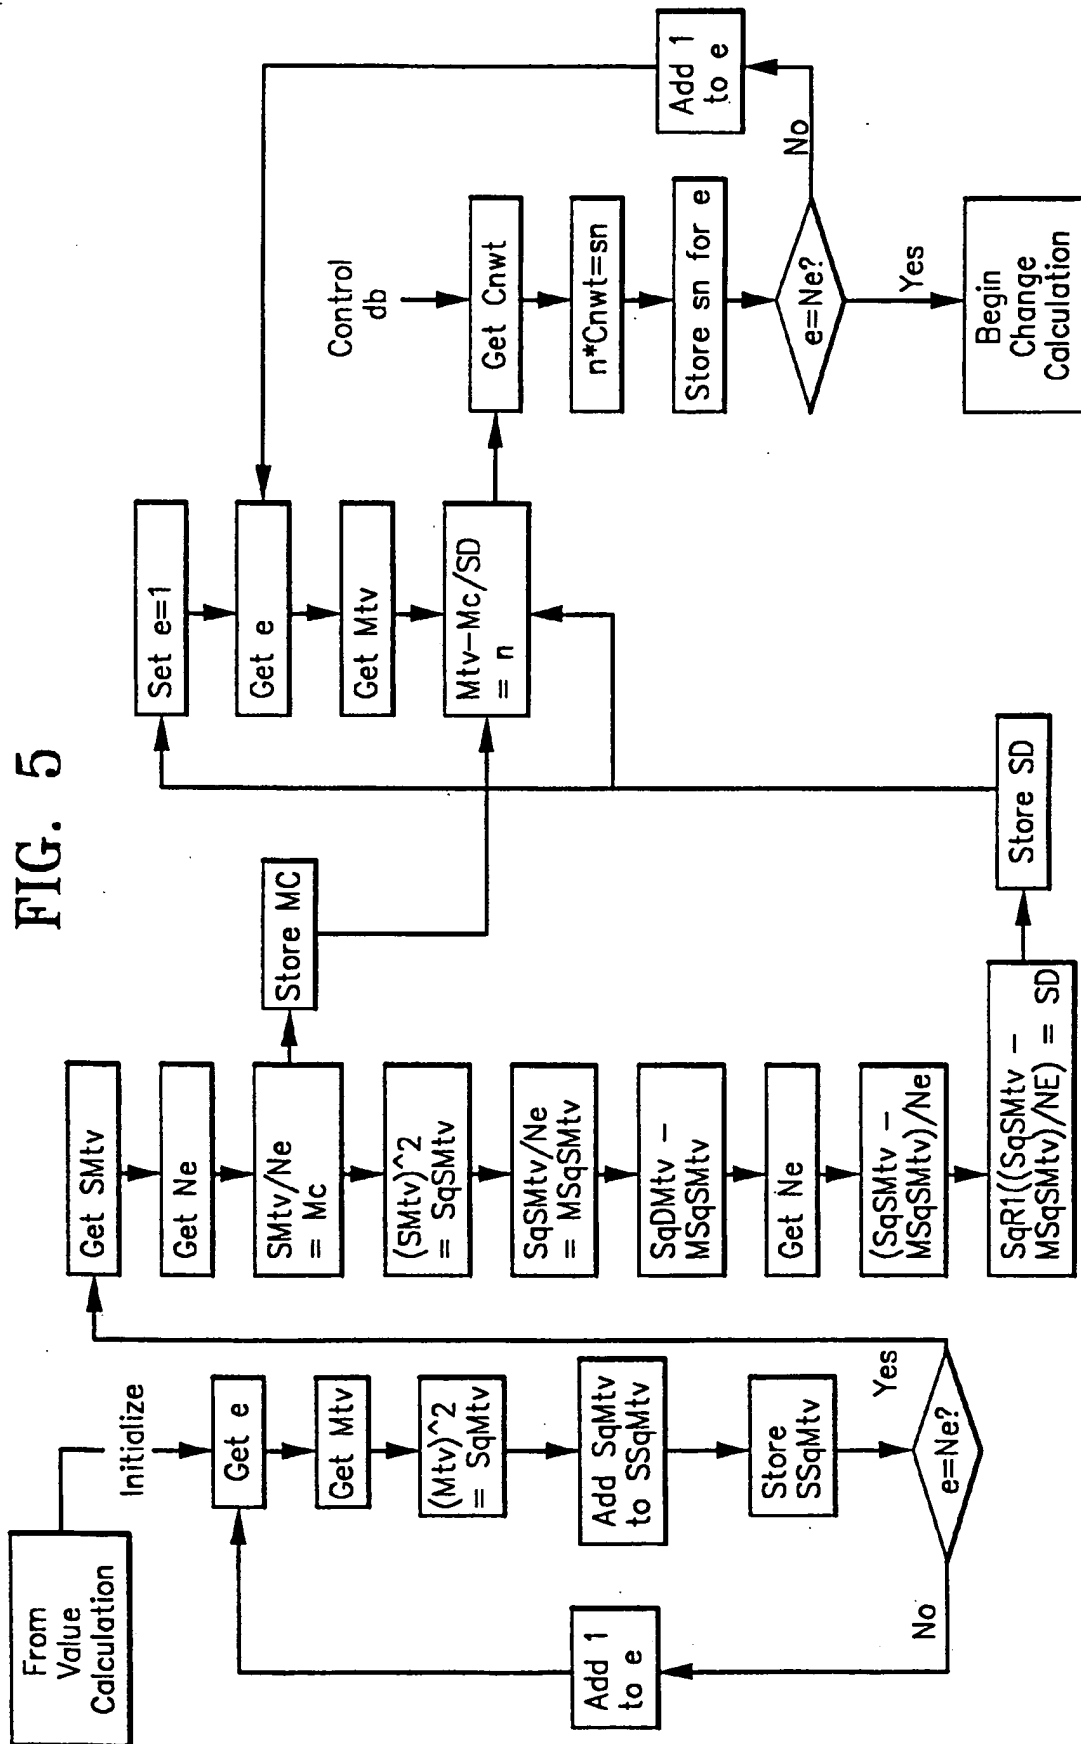 FIG. 5
From
Value
Calculation
Initialize
Get e
Get Mtv
(Mtv)^2
= SqMtv
Add SqMtv
to SSqMtv
Store
SSqMtv
e=Ne?
Yes
No
Add 1
to e
Get SMtv
Get Ne
SMtv/Ne
= Mc
Store MC
(SMtv)^2
= SqSMtv
SqSMtv/Ne
= MSqSMtv
SqDMtv –
MSqSMtv
Get Ne
(SqSMtv –
MSqSMtv)/Ne
SqR1((SqSMtv –
MSqSMtv)/NE) = SD
Store SD
Set e=1
Get e
Get Mtv
Mtv–Mc/SD
= n
Control
db
Get Cnwt
n*Cnwt=sn
Store sn for e
e=Ne?
No
Add 1
to e
Yes
Begin
Change
Calculation